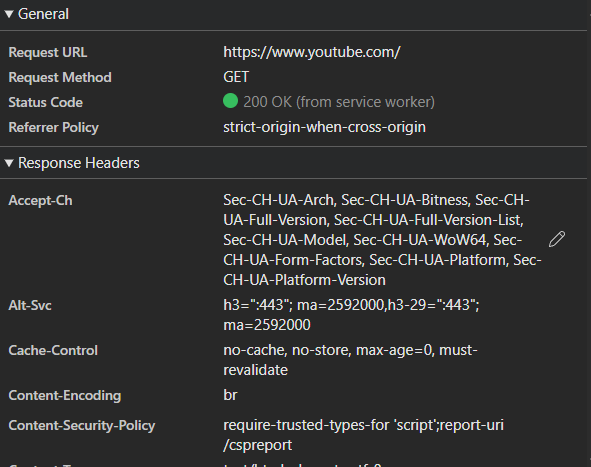 General
Request URL https://www.youtube.com/
Request Method GET
Status Code 200 OK (from service worker)
Referrer Policy strict-origin-when-cross-origin
Response Headers
Accept-Ch Sec-CH-UA-Arch, Sec-CH-UA-Bitness, Sec-CH-
UA-Full-Version, Sec-CH-UA-Full-Version-List,
Sec-CH-UA-Model, Sec-CH-UA-WoW64, Sec-
CH-UA-Form-Factors, Sec-CH-UA-Platform, Sec-
CH-UA-Platform-Version
Alt-Svc h3=":443"; ma=2592000,h3-29=":443";
ma=2592000
Cache-Control no-cache, no-store, max-age=0, must-
revalidate
Content-Encoding br
Content-Security-Policy require-trusted-types-for 'script';report-uri
/cspreport